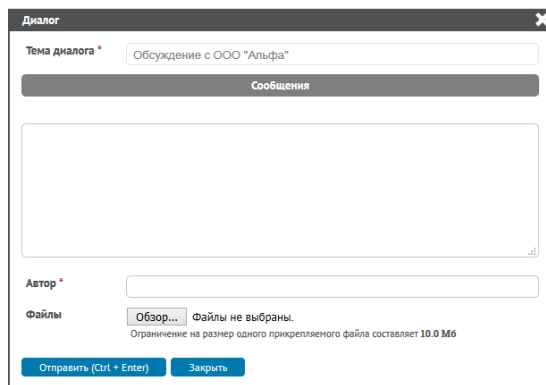 Диалог
Тема диалога *
Обсуждение с ООО "Альфа"
Сообщения
Автор *
Файлы
Обзор... Файлы не выбраны.
Ограничение на размер одного прикрепляемого файла составляет 10.0 Мб
Отправить (Ctrl + Enter) Закрыть